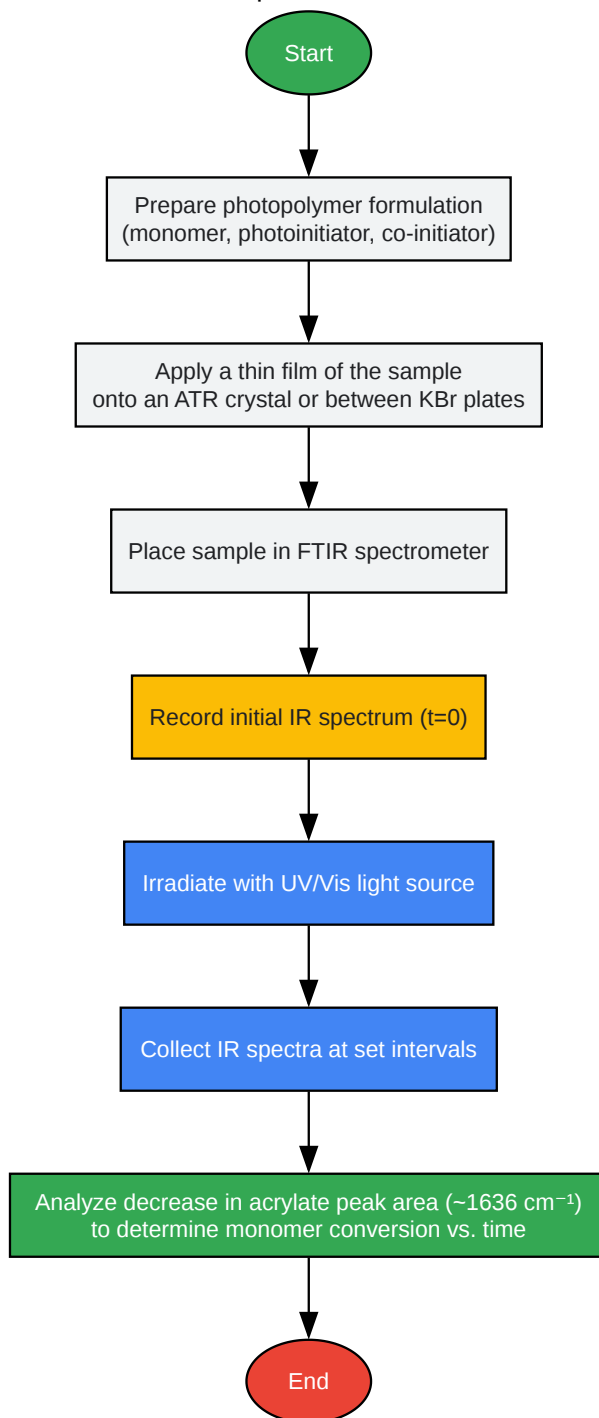 Start
Prepare photopolymer formulation
(monomer, photoinitiator, co-initiator)
Apply a thin film of the sample
onto an ATR crystal or between KBr plates
Place sample in FTIR spectrometer
Record initial IR spectrum (t=0)
Irradiate with UV/Vis light source
Collect IR spectra at set intervals
Analyze decrease in acrylate peak area (~1636 cm⁻¹)
to determine monomer conversion vs. time
End